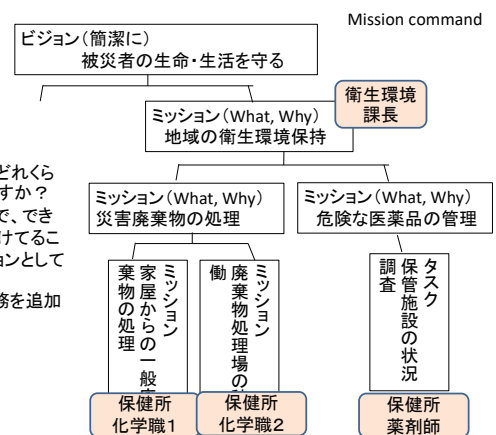 Mission command
ビジョン（簡潔に）
被災者の生命・生活を守る
衛生環境
課長
ミッション（What, Why）
地域の衛生環境保持
どれくら
すか？
で、でき
けてるこ
ョンとして
務を追加
ミッション（What, Why）
災害廃棄物の処理
ミッション（What, Why）
危険な医薬品の管理
ミッション
家屋からの一般
棄物の処理
ミッション
廃棄物処理場の
働
タスク
保管施設の状況
調査
保健所
化学職1
保健所
化学職2
保健所
薬剤師